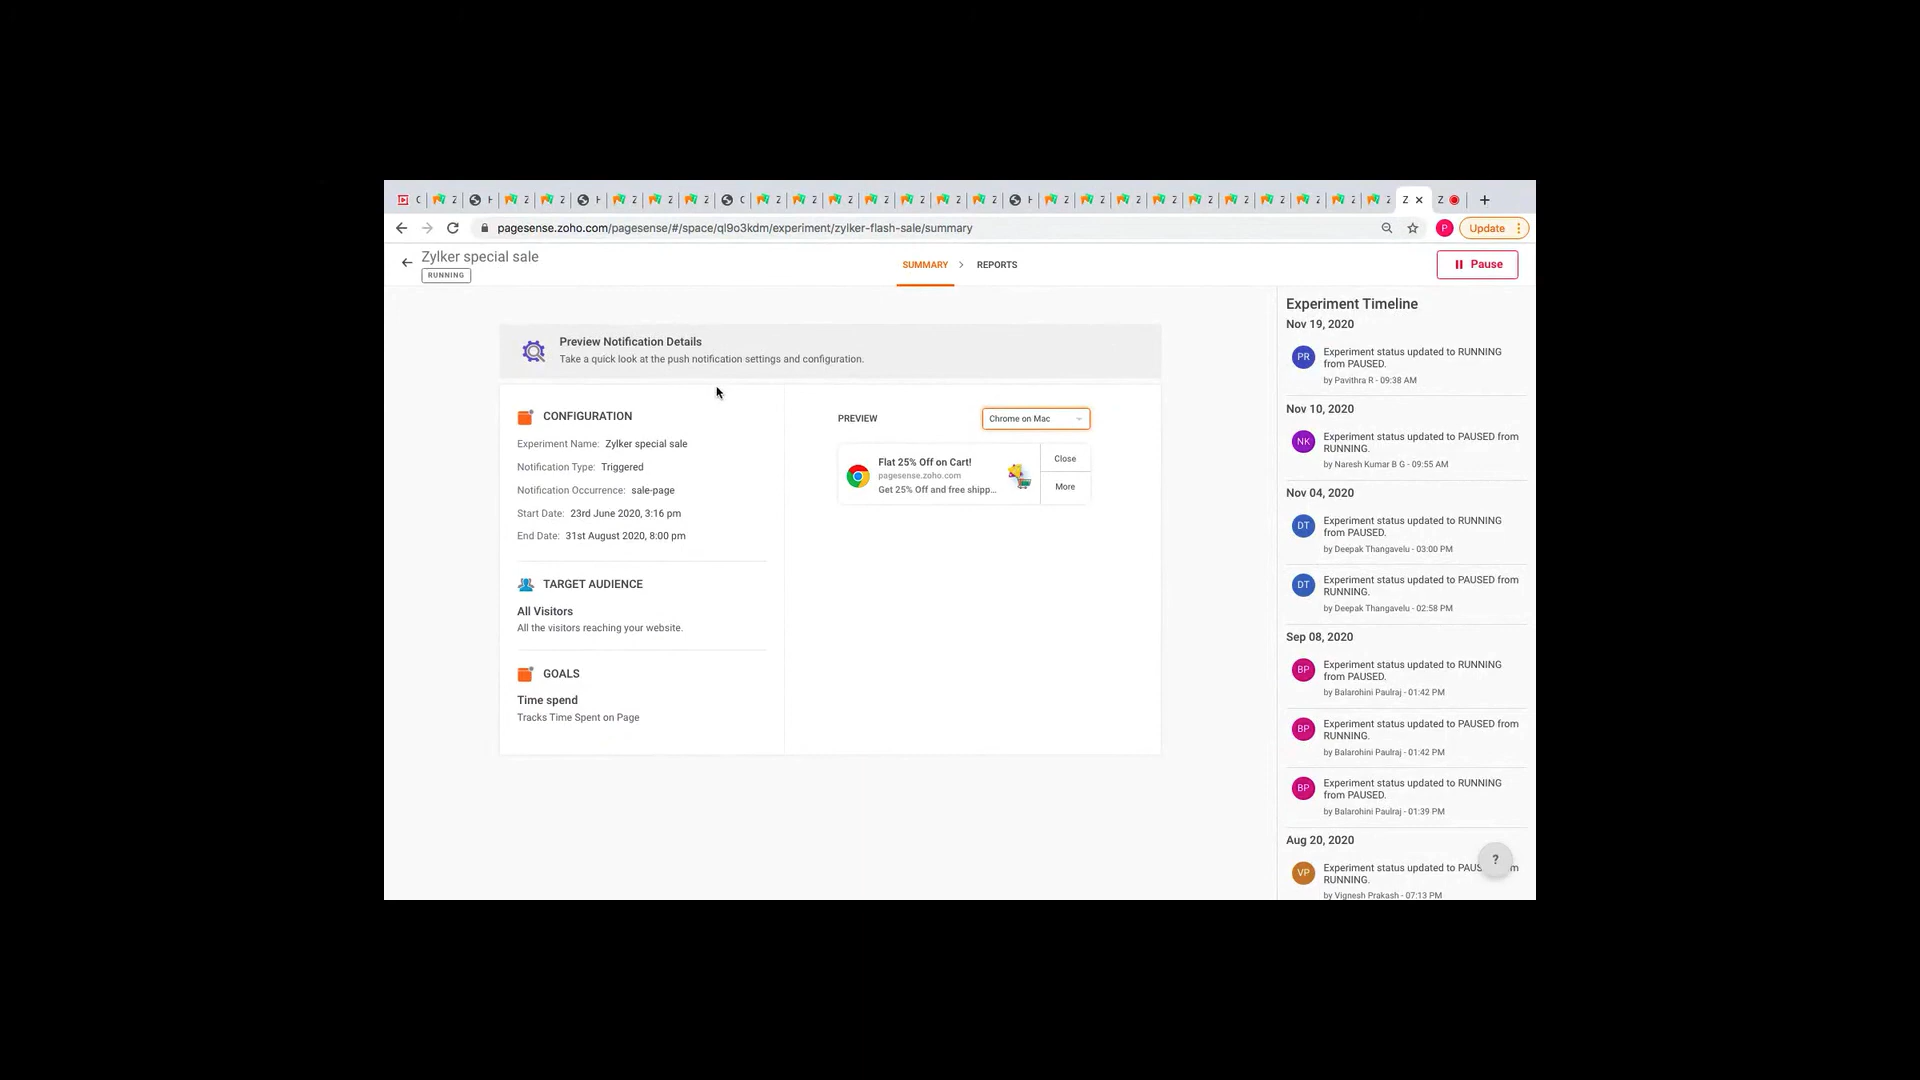 pagesense.zoho.com/pagesense/#/space/ql9o3kdm/experiment/zylker-flash-sale/summary
P
Update
Zylker special sale
RUNNING
SUMMARY
REPORTS
Pause
Preview Notification Details
Take a quick look at the push notification settings and configuration.
CONFIGURATION
Experiment Name: Zylker special sale
Notification Type: Triggered
Notification Occurrence: sale-page
Start Date: 23rd June 2020, 3:16 pm
End Date: 31st August 2020, 8:00 pm
TARGET AUDIENCE
All Visitors
All the visitors reaching your website.
GOALS
Time spend
Tracks Time Spent on Page
PREVIEW
Chrome on Mac
Flat 25% Off on Cart!
pagesense.zoho.com
Get 25% Off and free shipp...
Close
More
Experiment Timeline
Nov 19, 2020
PR
Experiment status updated to RUNNING
from PAUSED.
by Pavithra R - 09:38 AM
Nov 10, 2020
NK
Experiment status updated to PAUSED from
RUNNING.
by Naresh Kumar B G - 09:55 AM
Nov 04, 2020
DT
Experiment status updated to RUNNING
from PAUSED.
by Deepak Thangavelu - 03:00 PM
DT
Experiment status updated to PAUSED from
RUNNING.
by Deepak Thangavelu - 02:58 PM
Sep 08, 2020
BP
Experiment status updated to RUNNING
from PAUSED.
by Balarohini Paulraj - 01:42 PM
BP
Experiment status updated to PAUSED from
RUNNING.
by Balarohini Paulraj - 01:42 PM
BP
Experiment status updated to RUNNING
from PAUSED.
by Balarohini Paulraj - 01:39 PM
Aug 20, 2020
VP
Experiment status updated to
RUNNING.
by Vignesh Prakash - 07:13 PM
?